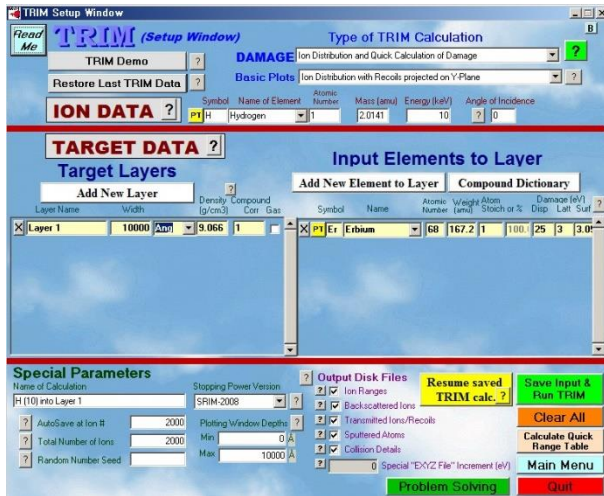 TRIM Setup Window
Read Me
TRIM (Setup Window)
Type of TRIM Calculation
B
TRIM Demo ?
DAMAGE Ion Distribution and Quick Calculation of Damage ?
Restore Last TRIM Data ?
Basic Plots Ion Distribution with Recoils projected on Y-Plane ?
ION DATA ?
Symbol Name of Element Atomic Number Mass (amu) Energy (keV) Angle of Incidence
PT H Hydrogen 1 2.0141 10 ? 0
TARGET DATA ?
Target Layers
Input Elements to Layer
Add New Layer ?
Add New Element to Layer Compound Dictionary
Layer Name Width Density (g/cm3) Compound Corr Gas
Symbol Name Atomic Number Weight (amu) Atom Stoich or % Damage (eV) Disp Latt Surf ?
X Layer 1 10000 Ang 9.066 1
X PT Er Erbium 68 167.2 1 100. 25 3 3.05
Special Parameters
Name of Calculation
H (10) into Layer 1
Stopping Power Version
SRIM-2008 ?
? AutoSave at Ion # 2000
? Total Number of Ions 2000
? Random Number Seed
Plotting Window Depths ?
Min 0 Å
Max 10000 Å
? Output Disk Files
? Ion Ranges
? Backscattered Ions
? Transmitted Ions/Recoils
? Sputtered Atoms
? Collision Details
0 Special "EXYZ File" Increment (eV)
Resume saved TRIM calc. ?
Save Input & Run TRIM
Clear All
Calculate Quick Range Table
Main Menu
Problem Solving
Quit